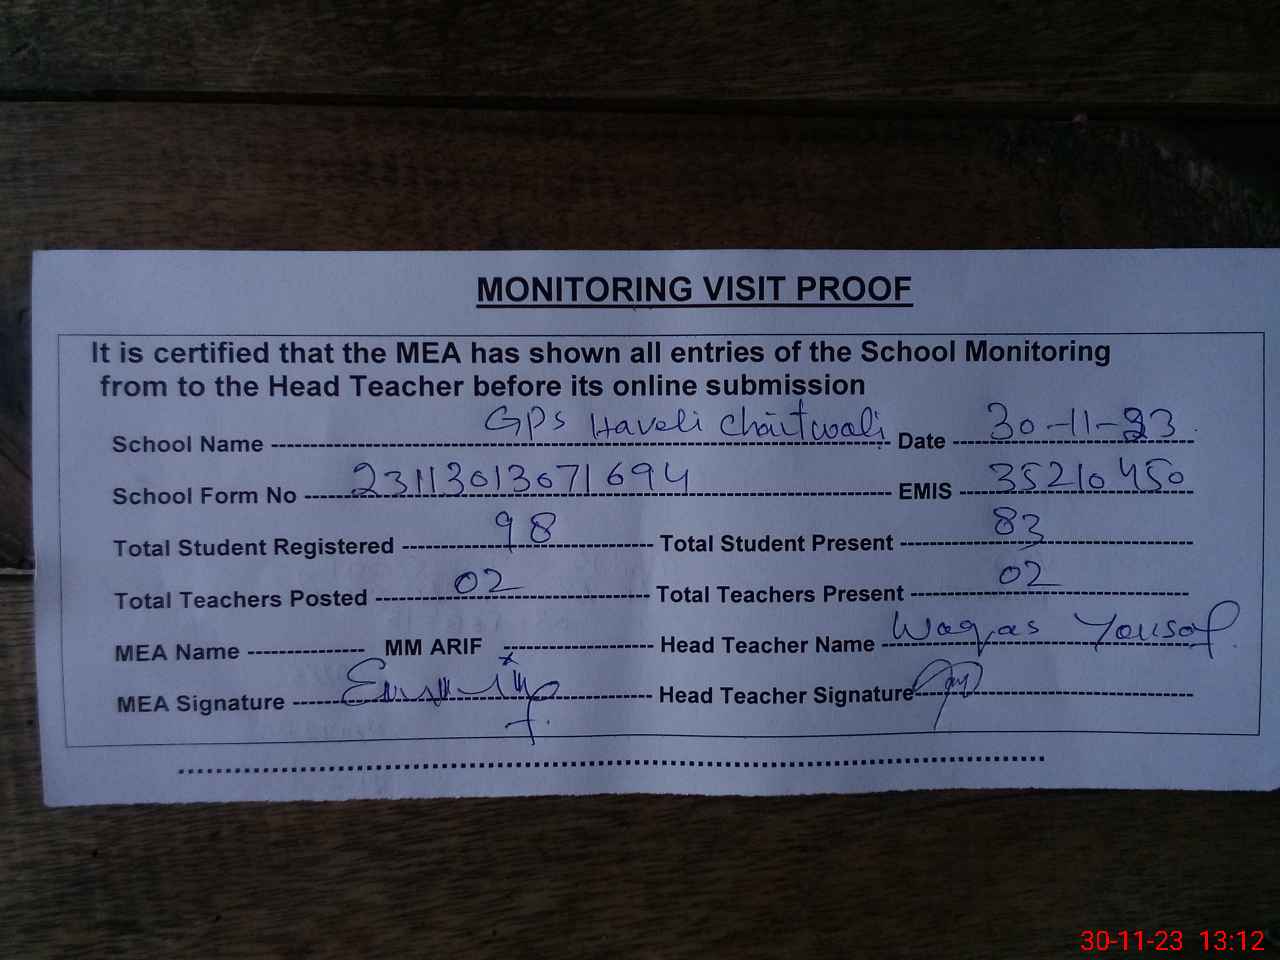 MONITORING VISIT PROOF
It is certified that the MEA has shown all entries of the School Monitoring
from to the Head Teacher before its online submission
School Name GPS Haveli Chaitwali Date 30-11-23
School Form No 23113013071694 EMIS 35210450
Total Student Registered 98 Total Student Present 83
Total Teachers Posted 02 Total Teachers Present 02
MEA Name MM ARIF Head Teacher Name Waqas Yousaf
MEA Signature Head Teacher Signature
30-11-23 13:12